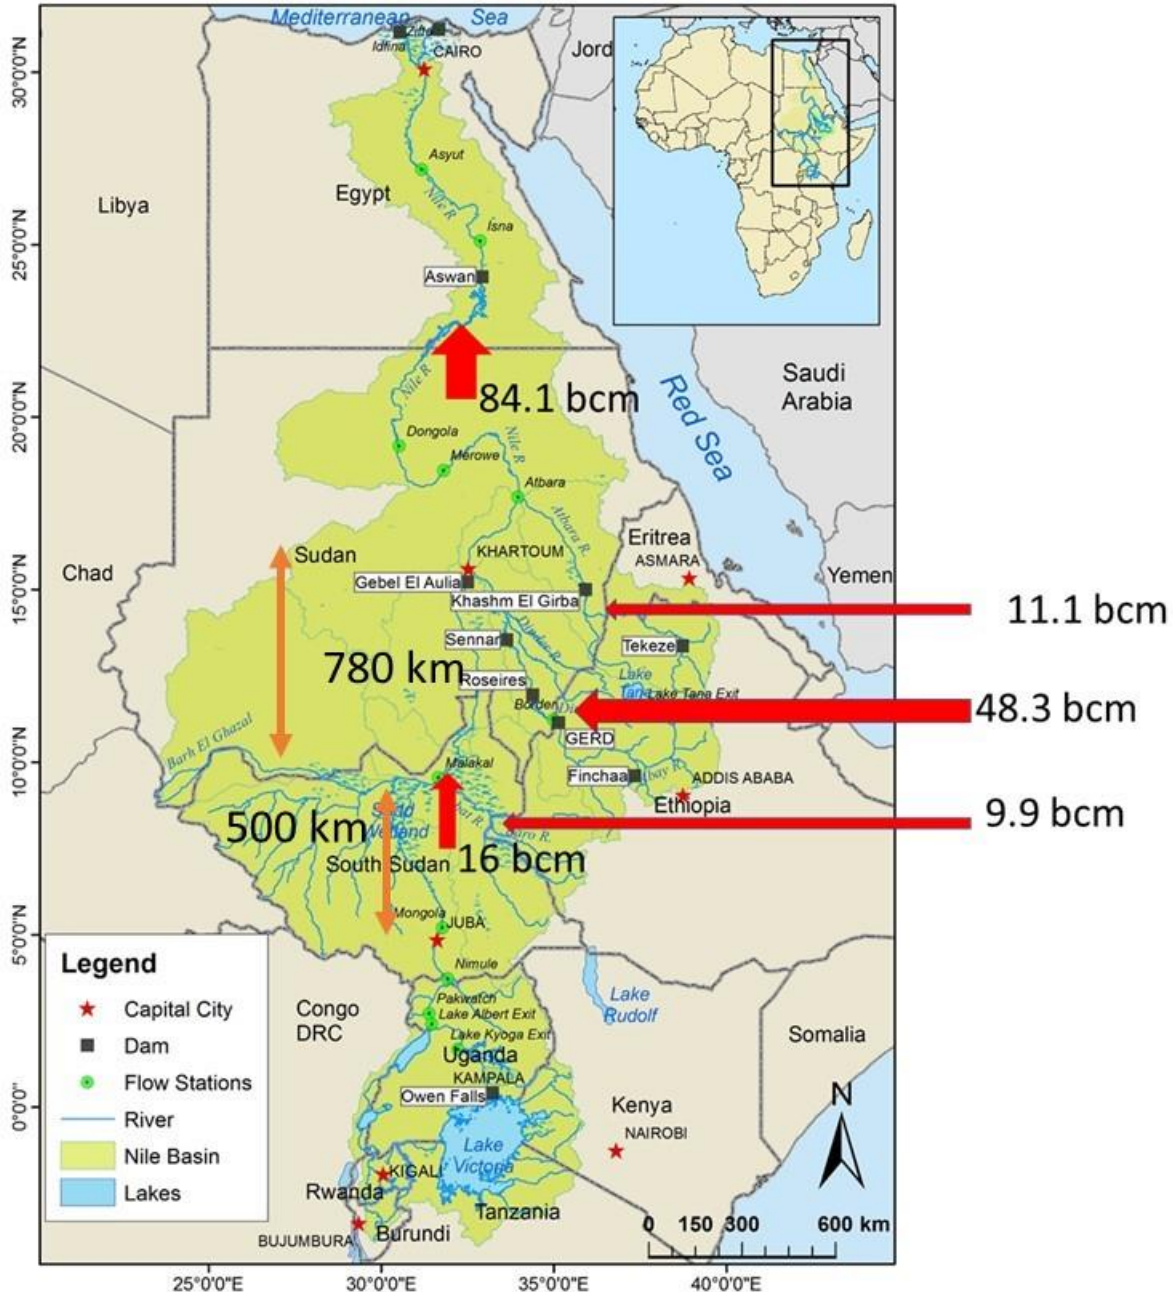 Mediterranean Sea
Idfina
Zifta
CAIRO
30°0'0"N
Jord
Asyut
Egypt
Libya
Nile R
Isna
25°0'0"N
Aswan
84.1 bcm
Nile R
Saudi
Arabia
Red Sea
20°0'0"N
Dongola
Merowe
Nile R
Atbara
Atbara R.
Eritrea
ASMARA
Sudan
KHARTOUM
Chad
Gebel El Aulia
Yemen
15°0'0"N
Khashm El Girba
11.1 bcm
Sennar
Dinder R.
Tekeze
780 km
Roseires
Lake
Tana
Lake Tana Exit
Borden
48.3 bcm
GERD
Barh El Ghazal
10°0'0"N
Malakal
Finchaa
Abay R
ADDIS ABABA
Ethiopia
9.9 bcm
500 km
Sudd
Wetland
Baro R.
16 bcm
South Sudan
Mongola
JUBA
5°0'0"N
Nimule
Legend
Capital City
Dam
Flow Stations
River
Nile Basin
Lakes
Congo
DRC
Pakwatch
Lake Albert Exit
Lake Kyoga Exit
Uganda
KAMPALA
Owen Falls
Lake
Rudolf
Somalia
0°0'0"
Kenya
NAIROBI
N
Lake
Victoria
KIGALI
Rwanda
Tanzania
Burundi
BUJUMBURA
0 150 300 600 km
25°0'0"E 30°0'0"E 35°0'0"E 40°0'0"E